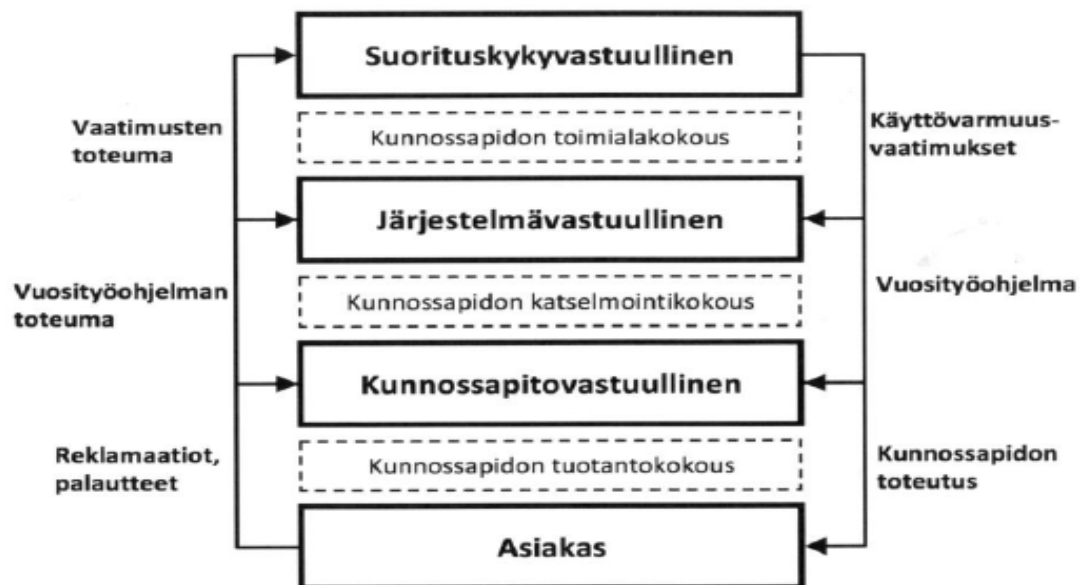 Suorituskykyvastuullinen
Vaatimusten
toteuma
Kunnossapidon toimialakokous
Käyttövarmuus-
vaatimukset
Järjestelmävastuullinen
Vuosityöohjelman
toteuma
Kunnossapidon katselmointikokous
Vuosityöohjelma
Kunnossapitovastuullinen
Reklamaatiot,
palautteet
Kunnossapidon tuotantokokous
Kunnossapidon
toteutus
Asiakas